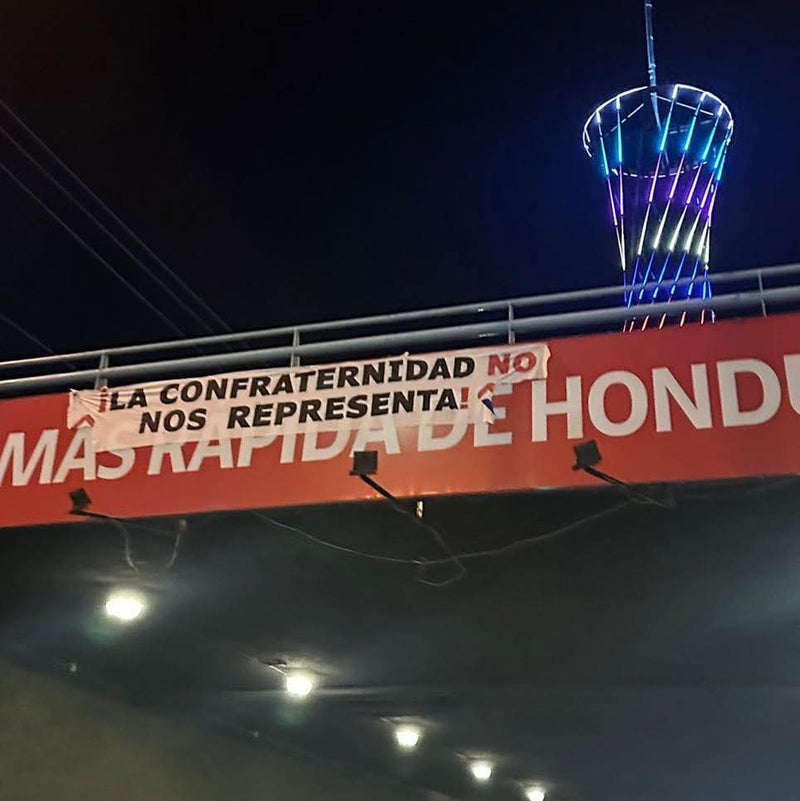 ¡LA CONFRATERNIDAD NO
NOS REPRESENTA!
MÁS RÁPIDA DE HONDU